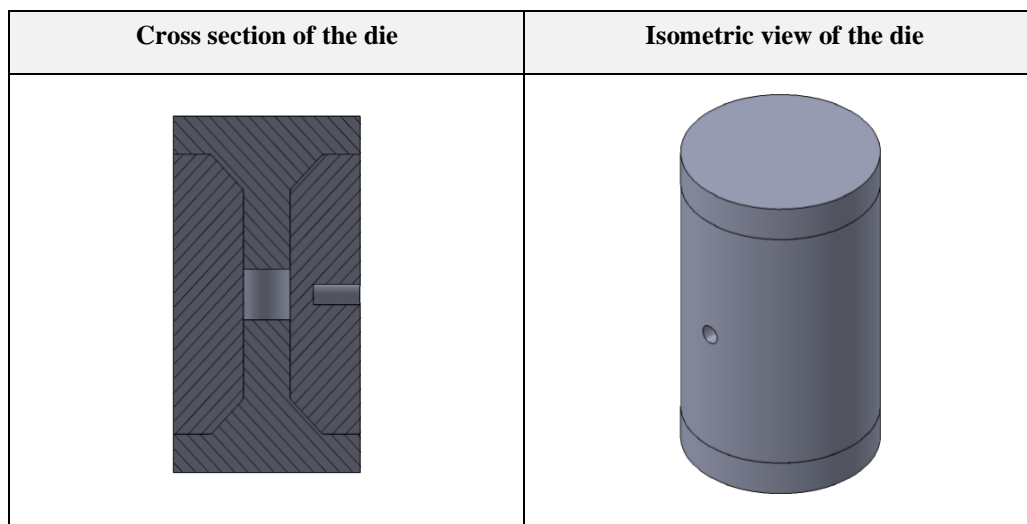 Cross section of the die
Isometric view of the die